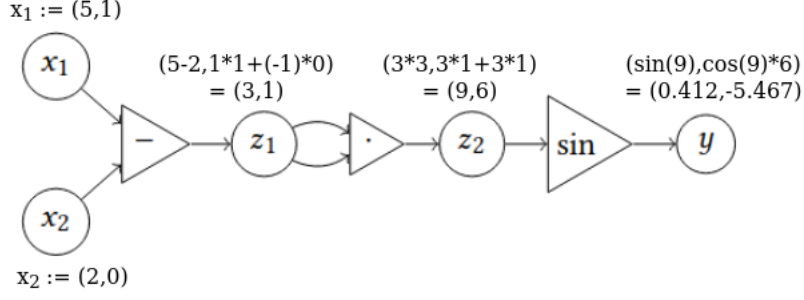 x₁ := (5,1)
x₁
(5-2,1*1+(-1)*0)
= (3,1)
(3*3,3*1+3*1)
= (9,6)
(sin(9),cos(9)*6)
= (0.412,-5.467)
−
z₁
·
z₂
sin
y
x₂
x₂ := (2,0)